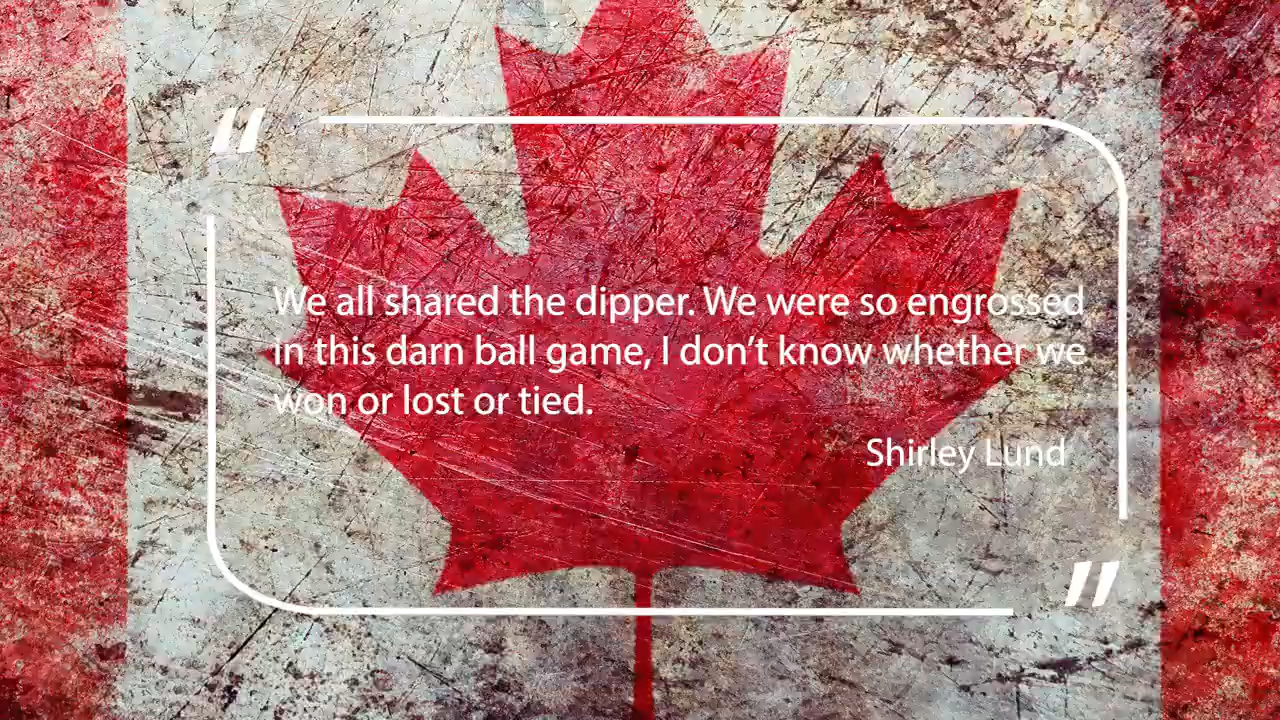 "
We all shared the dipper. We were so engrossed
in this darn ball game, I don’t know whether we
won or lost or tied.
Shirley Lund
"